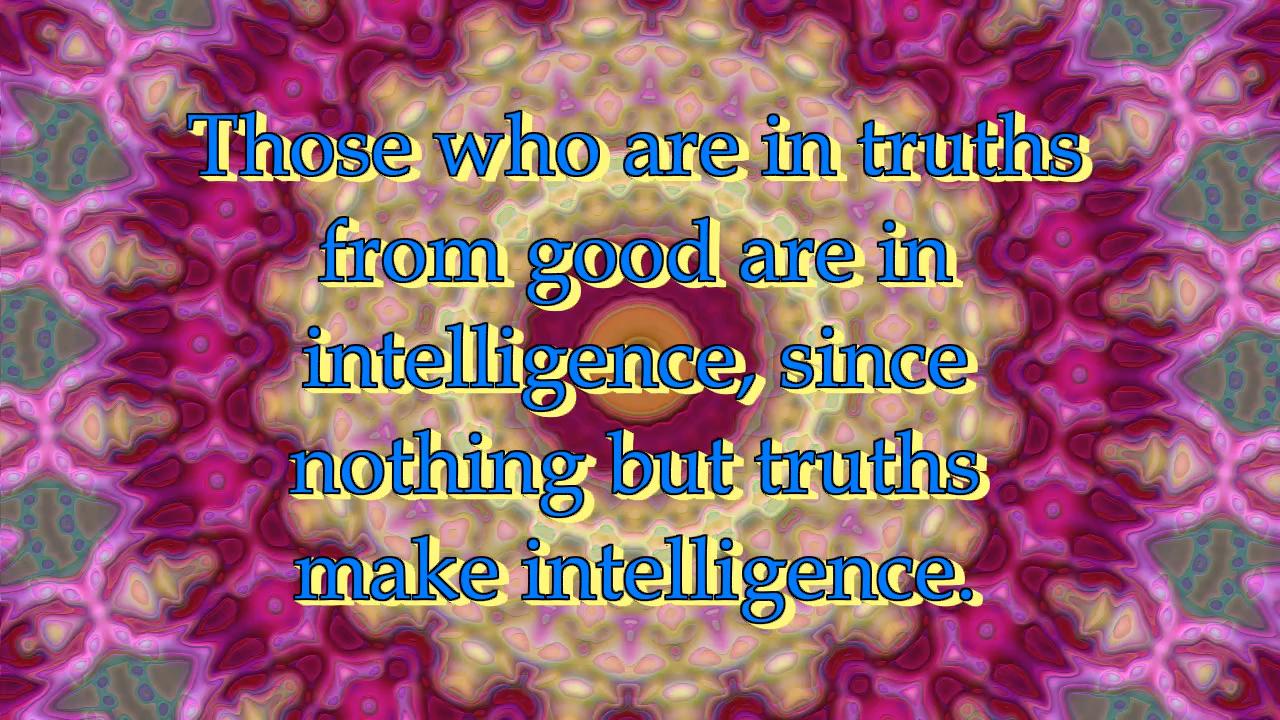 Those who are in truths
from good are in
intelligence, since
nothing but truths
make intelligence.